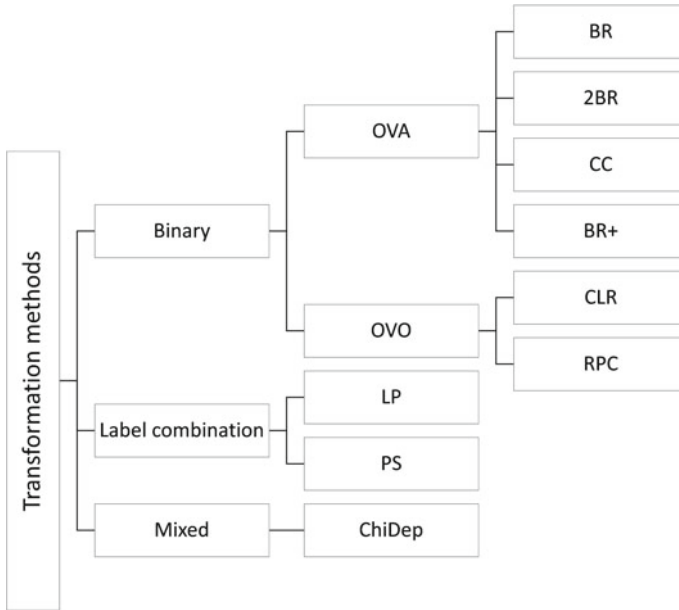 Transformation methods
Binary
OVA
BR
2BR
CC
BR+
OVO
CLR
RPC
Label combination
LP
PS
Mixed
ChiDep